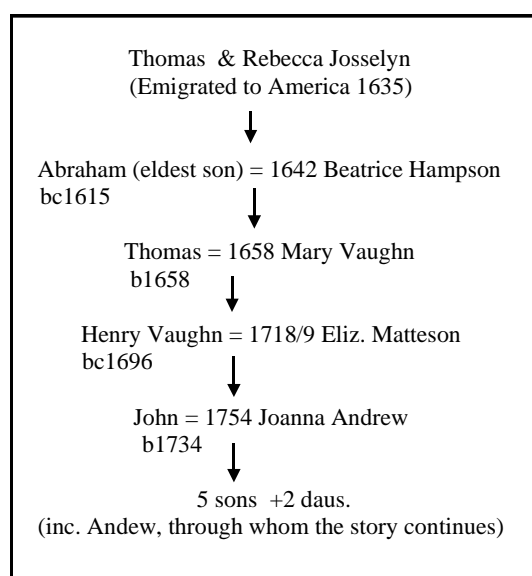 Thomas & Rebecca Josselyn
(Emigrated to America 1635)
Abraham (eldest son) = 1642 Beatrice Hampson
bc1615
Thomas = 1658 Mary Vaughn
b1658
Henry Vaughn = 1718/9 Eliz. Matteson
bc1696
John = 1754 Joanna Andrew
b1734
5 sons +2 daus.
(inc. Andew, through whom the story continues)